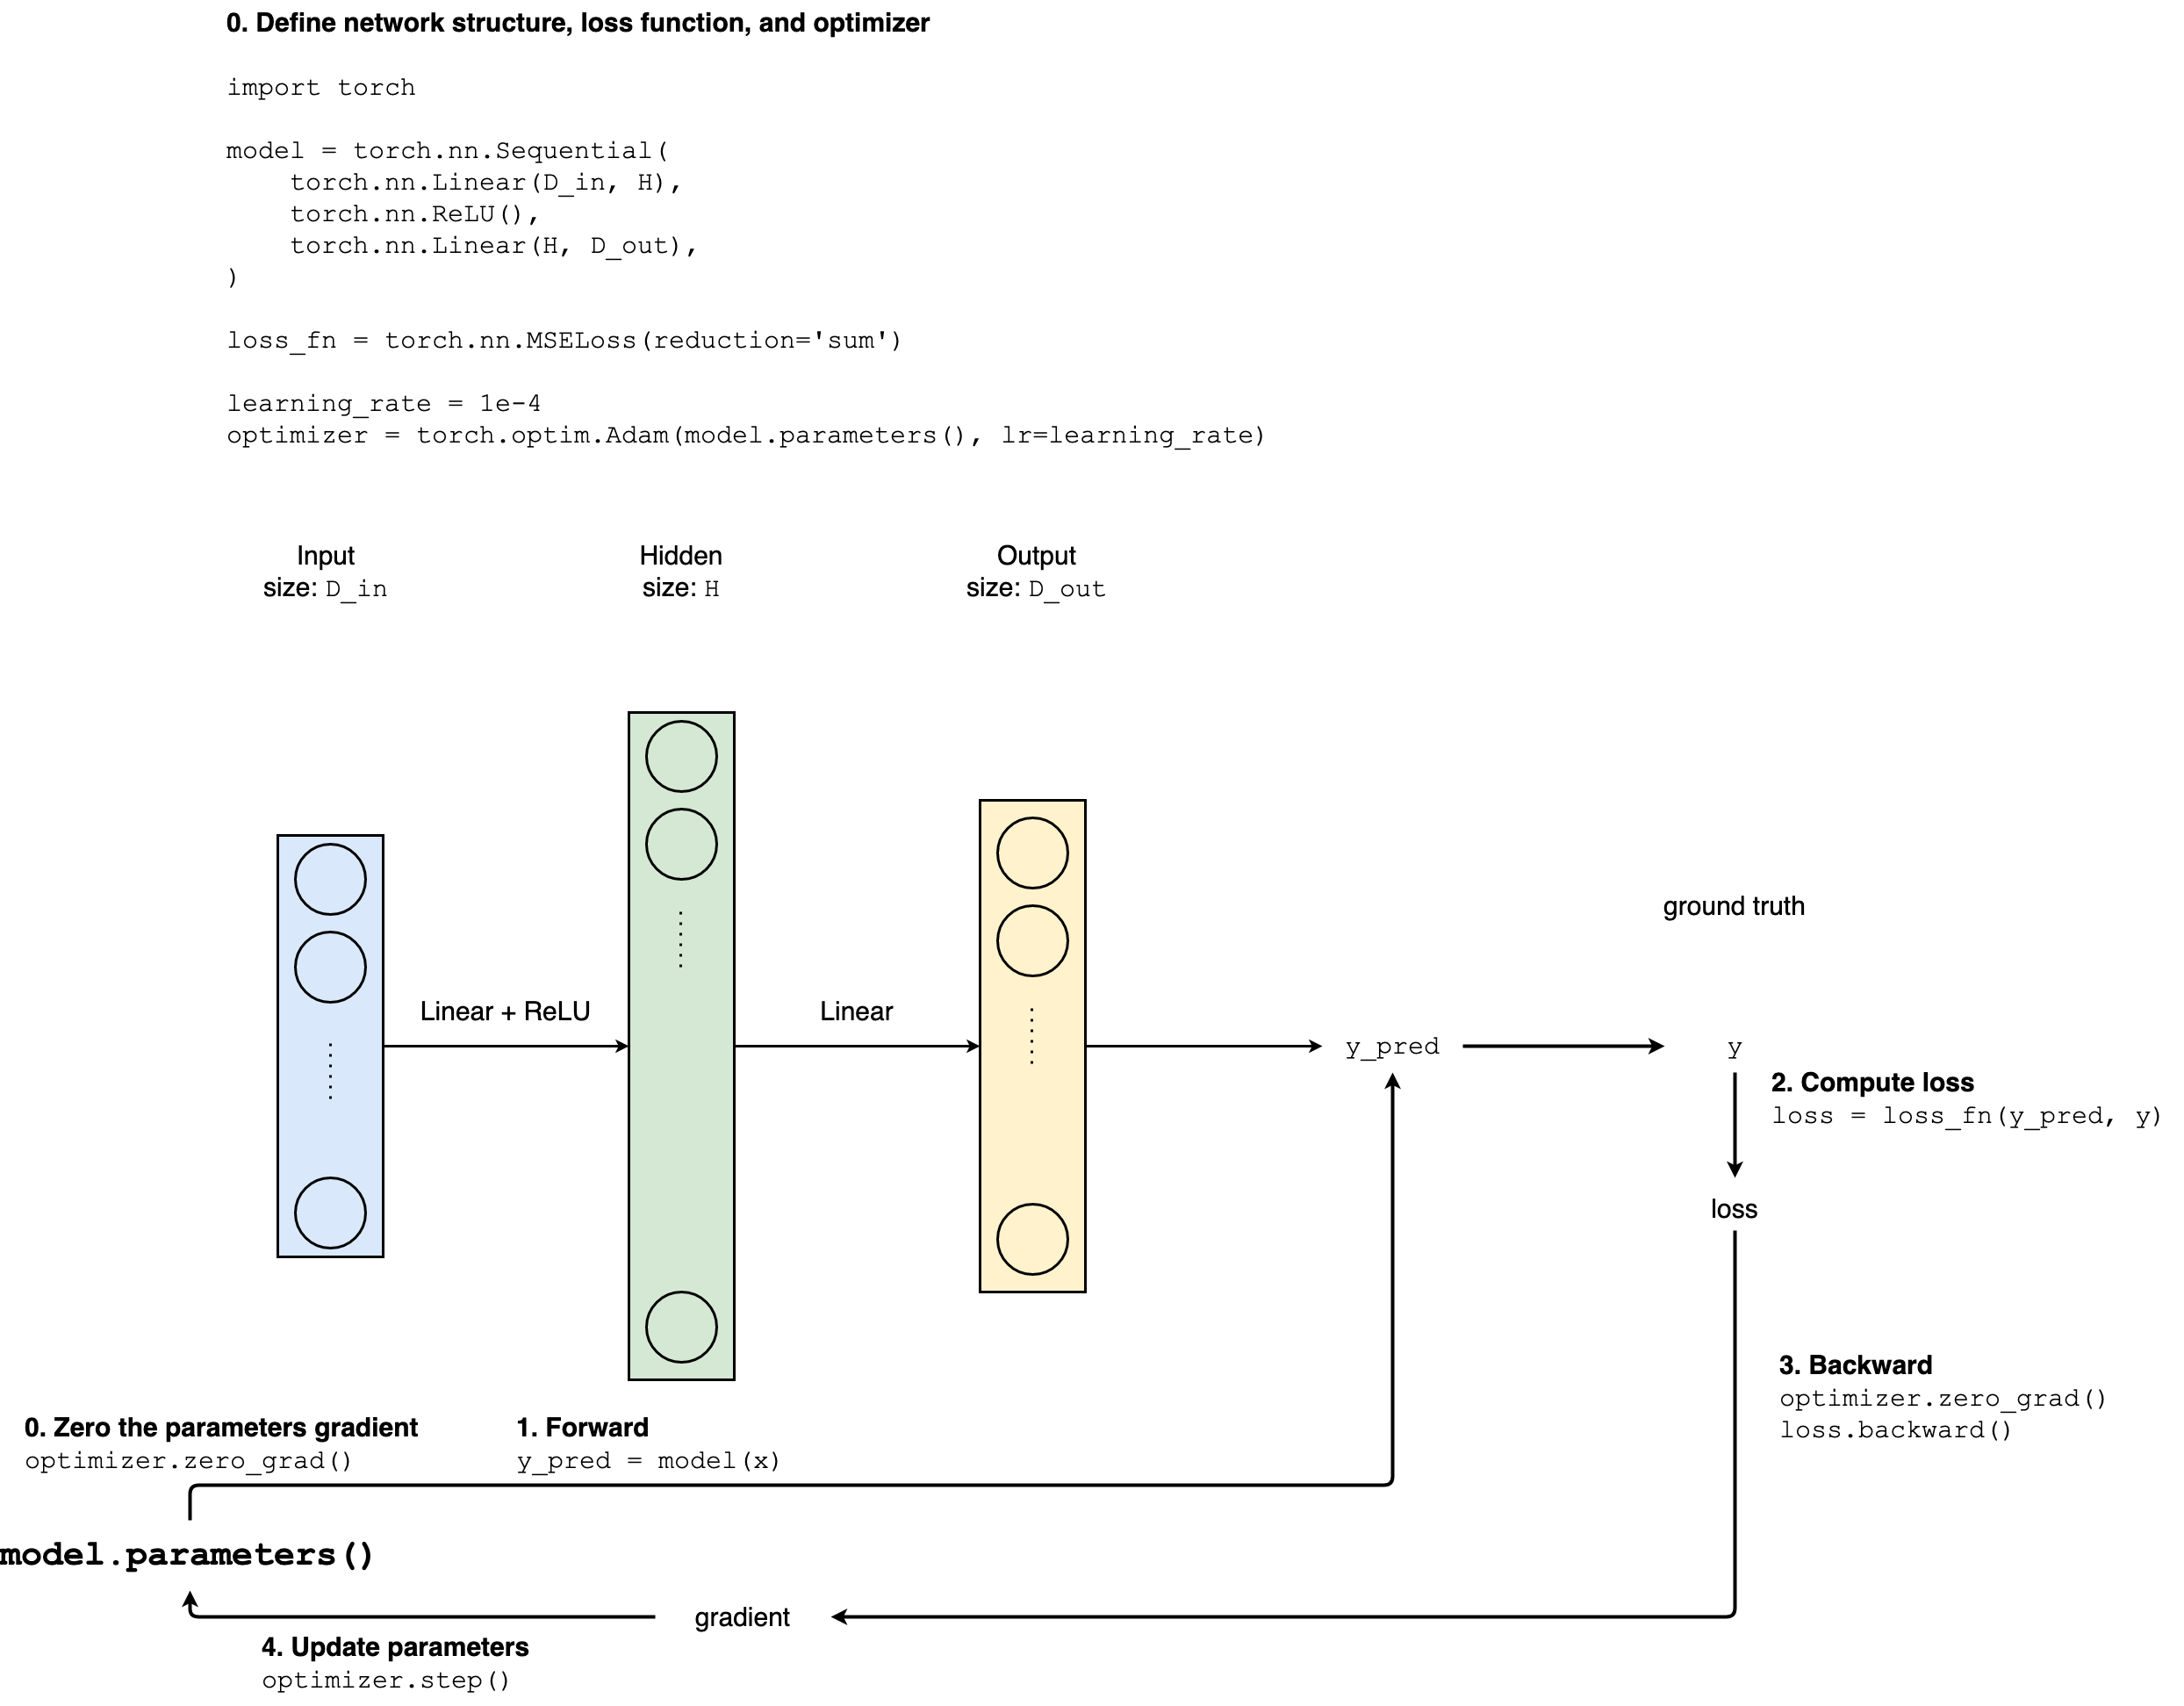 0. Define network structure, loss function, and optimizer
import torch
model = torch.nn.Sequential(
    torch.nn.Linear(D_in, H),
    torch.nn.ReLU(),
    torch.nn.Linear(H, D_out),
)
loss_fn = torch.nn.MSELoss(reduction='sum')
learning_rate = 1e-4
optimizer = torch.optim.Adam(model.parameters(), lr=learning_rate)
Input
size: D_in
Hidden
size: H
Output
size: D_out
ground truth
Linear + ReLU
Linear
y_pred
y
2. Compute loss
loss = loss_fn(y_pred, y)
loss
3. Backward
optimizer.zero_grad()
loss.backward()
0. Zero the parameters gradient
optimizer.zero_grad()
1. Forward
y_pred = model(x)
model.parameters()
gradient
4. Update parameters
optimizer.step()